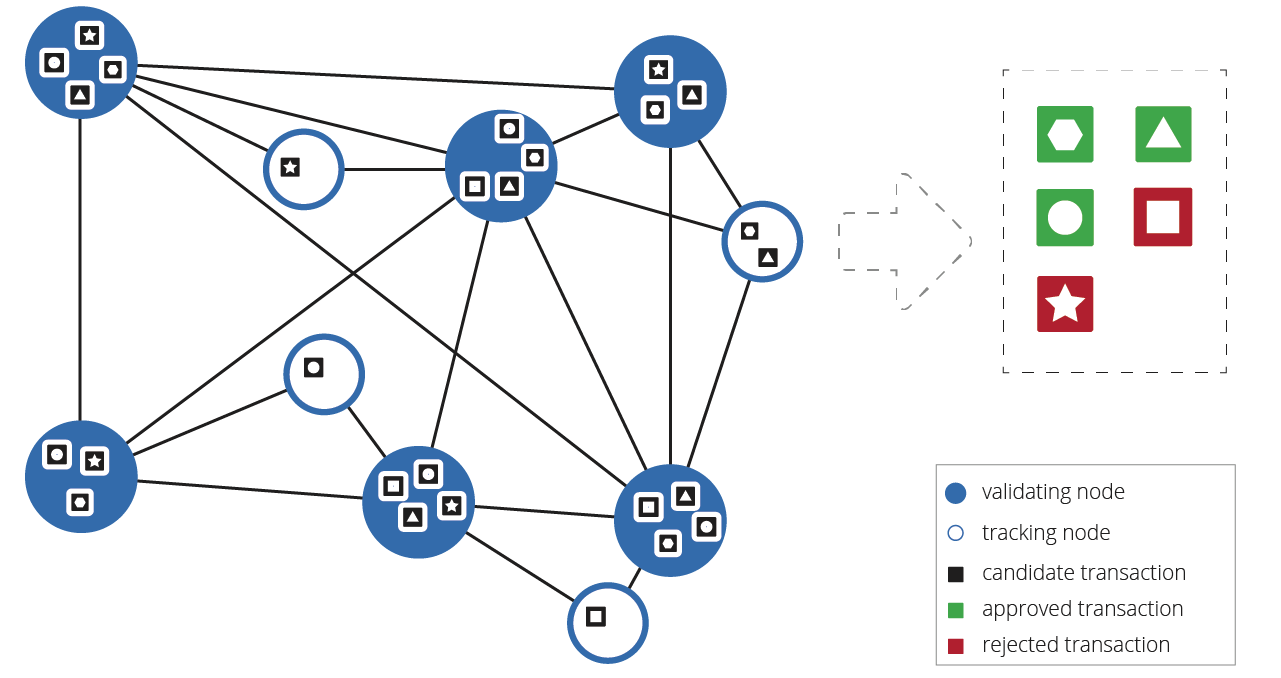 validating node
tracking node
candidate transaction
approved transaction
rejected transaction